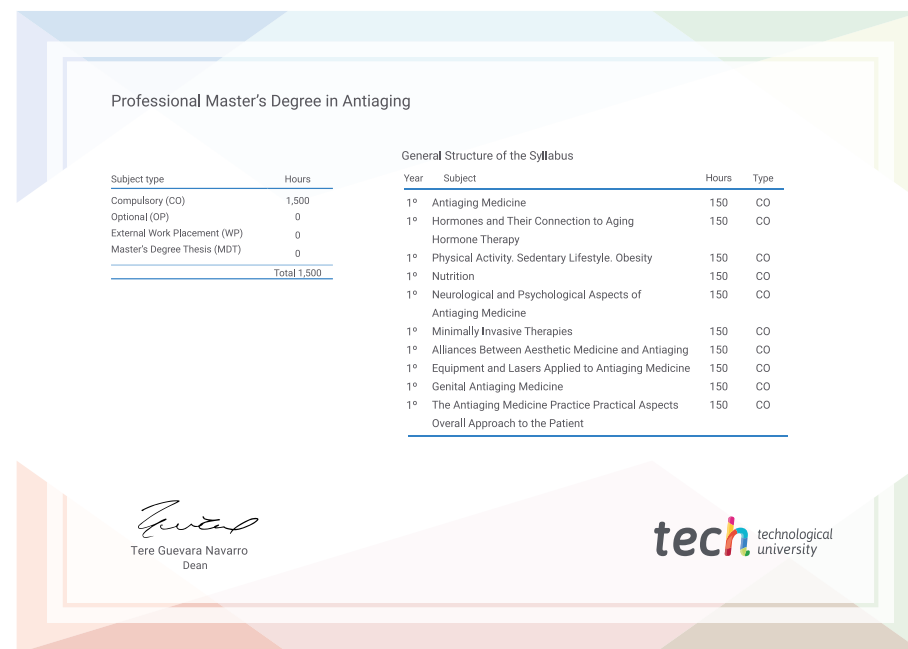 Professional Master's Degree in Antiaging
Subject type Hours
Compulsory (CO) 1,500
Optional (OP) 0
External Work Placement (WP) 0
Master's Degree Thesis (MDT) 0
Total 1,500
General Structure of the Syllabus
Year Subject Hours Type
1º Antiaging Medicine 150 CO
1º Hormones and Their Connection to Aging 150 CO
Hormone Therapy
1º Physical Activity. Sedentary Lifestyle. Obesity 150 CO
1º Nutrition 150 CO
1º Neurological and Psychological Aspects of 150 CO
Antiaging Medicine
1º Minimally Invasive Therapies 150 CO
1º Alliances Between Aesthetic Medicine and Antiaging 150 CO
1º Equipment and Lasers Applied to Antiaging Medicine 150 CO
1º Genital Antiaging Medicine 150 CO
1º The Antiaging Medicine Practice Practical Aspects 150 CO
Overall Approach to the Patient
Tere Guevara Navarro
Dean
tech technological
university